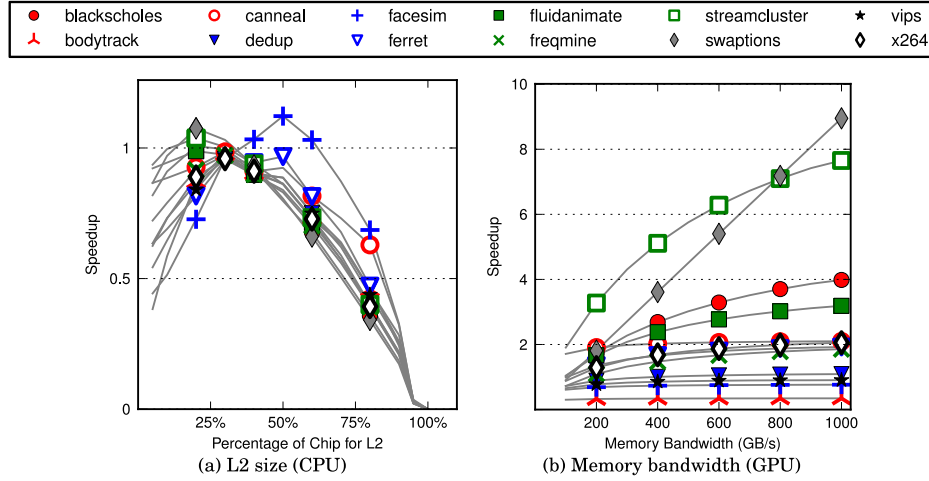 blackscholes canneal facesim fluidanimate streamcluster vips
bodytrack dedup ferret freqmine swaptions x264
Speedup
1
0.5
0
25% 50% 75% 100%
Percentage of Chip for L2
(a) L2 size (CPU)
Speedup
10
8
6
4
2
200 400 600 800 1000
Memory Bandwidth (GB/s)
(b) Memory bandwidth (GPU)